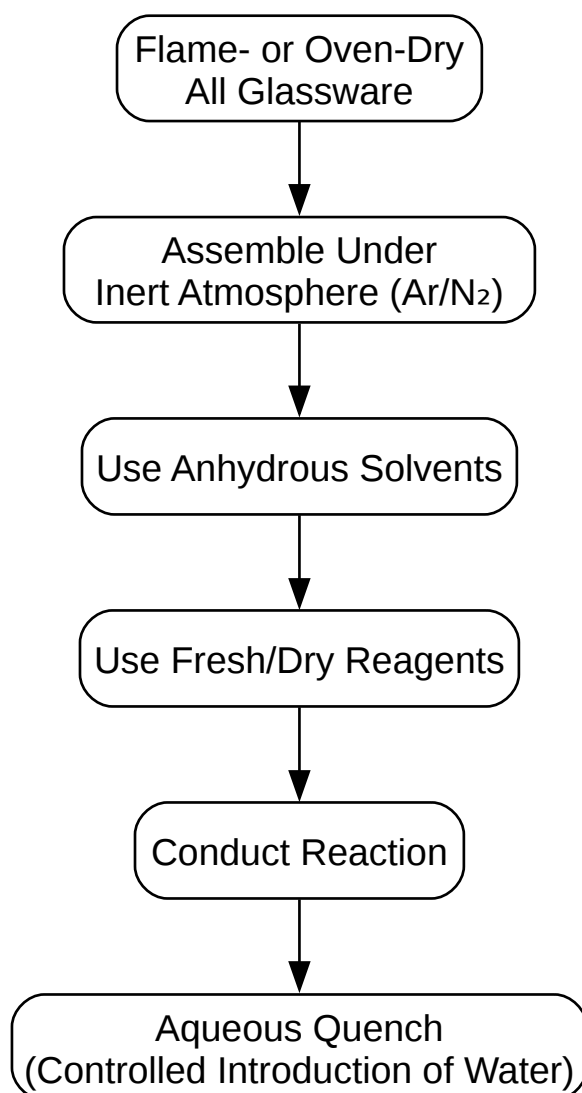 Flame- or Oven-Dry
All Glassware
Assemble Under
Inert Atmosphere (Ar/N₂)
Use Anhydrous Solvents
Use Fresh/Dry Reagents
Conduct Reaction
Aqueous Quench
(Controlled Introduction of Water)